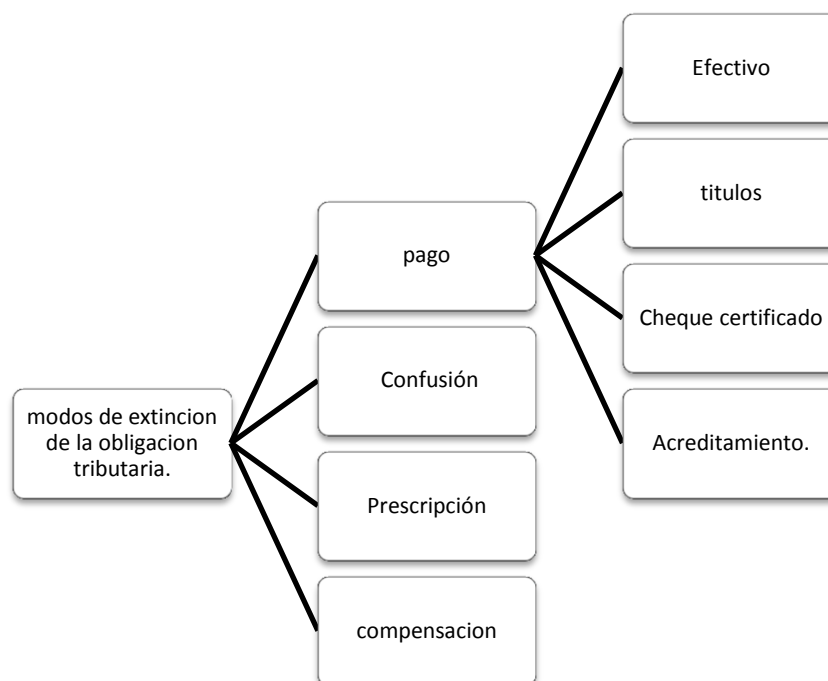 modos de extincion
de la obligacion
tributaria.
pago
Confusión
Prescripción
compensacion
Efectivo
titulos
Cheque certificado
Acreditamiento.